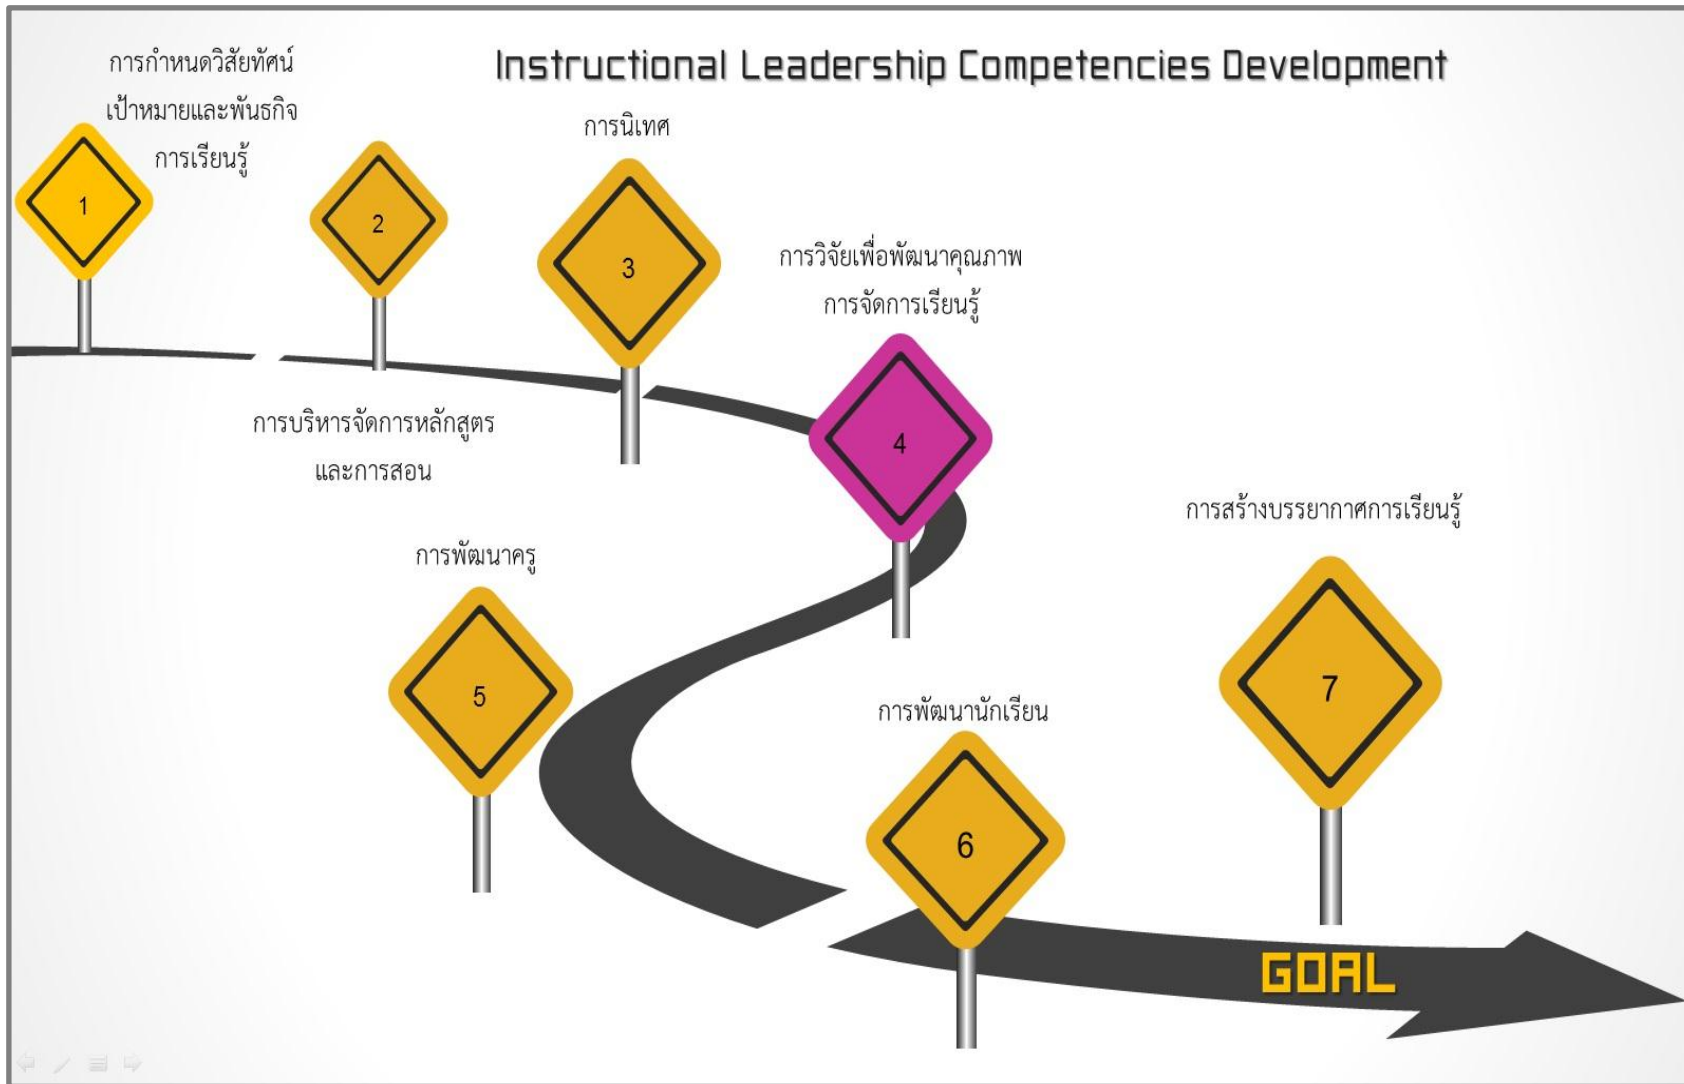 Instructional Leadership Competencies Development
การกำหนดวิสัยทัศน์
เป้าหมายและพันธกิจ
การเรียนรู้
1
2
การบริหารจัดการหลักสูตร
และการสอน
การนิเทศ
3
การวิจัยเพื่อพัฒนาคุณภาพ
การจัดการเรียนรู้
4
การพัฒนาครู
5
การพัฒนานักเรียน
6
การสร้างบรรยากาศการเรียนรู้
7
GOAL